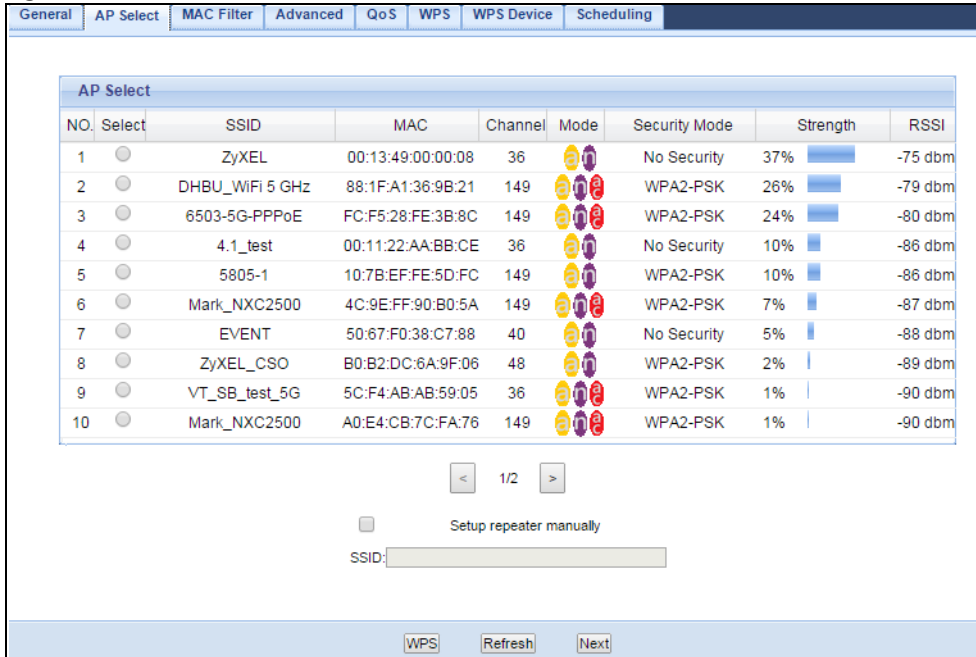 General AP Select MAC Filter Advanced QoS WPS WPS Device Scheduling
AP Select
NO. Select SSID MAC Channel Mode Security Mode Strength RSSI
1 ZyXEL 00:13:49:00:00:08 36 a n No Security 37% -75 dbm
2 DHBU_WiFi 5 GHz 88:1F:A1:36:9B:21 149 a n ac WPA2-PSK 26% -79 dbm
3 6503-5G-PPPoE FC:F5:28:FE:3B:8C 149 a n ac WPA2-PSK 24% -80 dbm
4 4.1_test 00:11:22:AA:BB:CE 36 a n No Security 10% -86 dbm
5 5805-1 10:7B:EF:FE:5D:FC 149 a n WPA2-PSK 10% -86 dbm
6 Mark_NXC2500 4C:9E:FF:90:B0:5A 149 a n ac WPA2-PSK 7% -87 dbm
7 EVENT 50:67:F0:38:C7:88 40 a n No Security 5% -88 dbm
8 ZyXEL_CSO B0:B2:DC:6A:9F:06 48 a n WPA2-PSK 2% -89 dbm
9 VT_SB_test_5G 5C:F4:AB:AB:59:05 36 a n ac WPA2-PSK 1% -90 dbm
10 Mark_NXC2500 A0:E4:CB:7C:FA:76 149 a n ac WPA2-PSK 1% -90 dbm
< 1/2 >
Setup repeater manually
SSID:
WPS Refresh Next